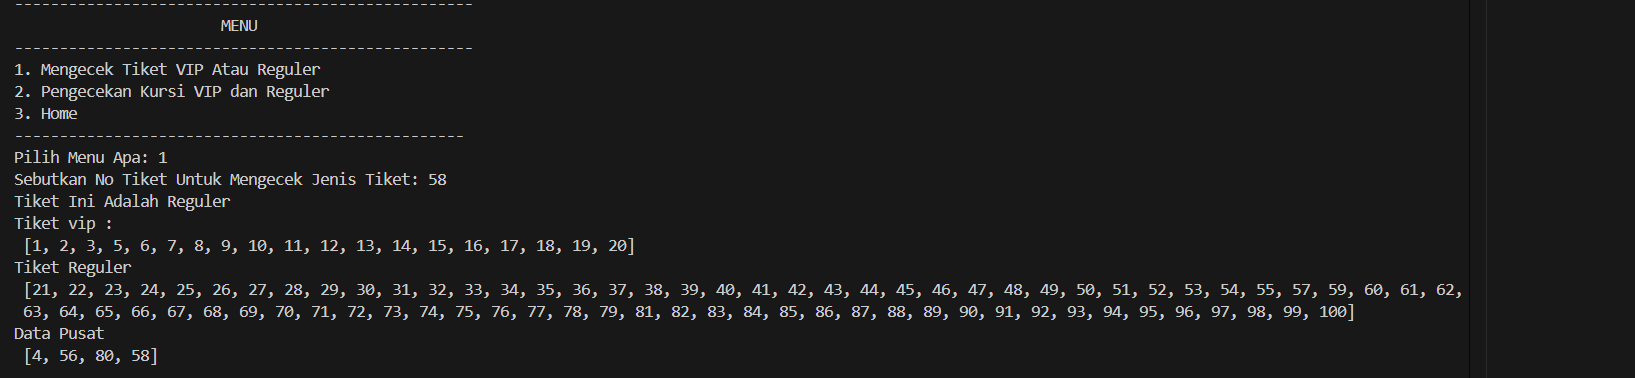 --------------------------------------------------
MENU
--------------------------------------------------
1. Mengecek Tiket VIP Atau Reguler
2. Pengecekan Kursi VIP dan Reguler
3. Home
-------------------------------------------------
Pilih Menu Apa: 1
Sebutkan No Tiket Untuk Mengecek Jenis Tiket: 58
Tiket Ini Adalah Reguler
Tiket vip :
[1, 2, 3, 5, 6, 7, 8, 9, 10, 11, 12, 13, 14, 15, 16, 17, 18, 19, 20]
Tiket Reguler
[21, 22, 23, 24, 25, 26, 27, 28, 29, 30, 31, 32, 33, 34, 35, 36, 37, 38, 39, 40, 41, 42, 43, 44, 45, 46, 47, 48, 49, 50, 51, 52, 53, 54, 55, 57, 59, 60, 61, 62,
63, 64, 65, 66, 67, 68, 69, 70, 71, 72, 73, 74, 75, 76, 77, 78, 79, 81, 82, 83, 84, 85, 86, 87, 88, 89, 90, 91, 92, 93, 94, 95, 96, 97, 98, 99, 100]
Data Pusat
[4, 56, 80, 58]